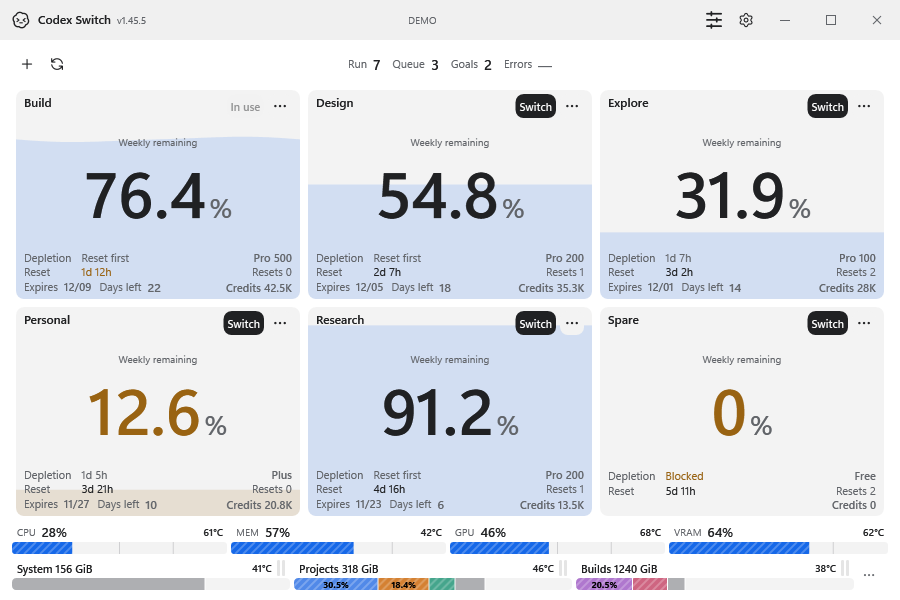 Codex Switch v1.45.5 DEMO
Run 7 Queue 3 Goals 2 Errors —
Build In use ...
Weekly remaining
76.4 %
Depletion Reset first Pro 500
Reset 1d 12h Resets 0
Expires 12/09 Days left 22 Credits 42.5K
Design Switch ...
Weekly remaining
54.8 %
Depletion Reset first Pro 200
Reset 2d 7h Resets 1
Expires 12/05 Days left 18 Credits 35.3K
Explore Switch ...
Weekly remaining
31.9 %
Depletion 1d 7h Pro 100
Reset 3d 2h Resets 2
Expires 12/01 Days left 14 Credits 28K
Personal Switch ...
Weekly remaining
12.6 %
Depletion 1d 5h Plus
Reset 3d 21h Resets 0
Expires 11/27 Days left 10 Credits 20.8K
Research Switch ...
Weekly remaining
91.2 %
Depletion Reset first Pro 200
Reset 4d 16h Resets 1
Expires 11/23 Days left 6 Credits 13.5K
Spare Switch ...
Weekly remaining
0 %
Depletion Blocked Free
Reset 5d 11h Resets 2
Credits 0
CPU 28% 61°C MEM 57% 42°C GPU 46% 68°C VRAM 64% 62°C
System 156 GiB 41°C Projects 318 GiB 46°C Builds 1240 GiB 38°C ...
30.5% 18.4% 20.5%